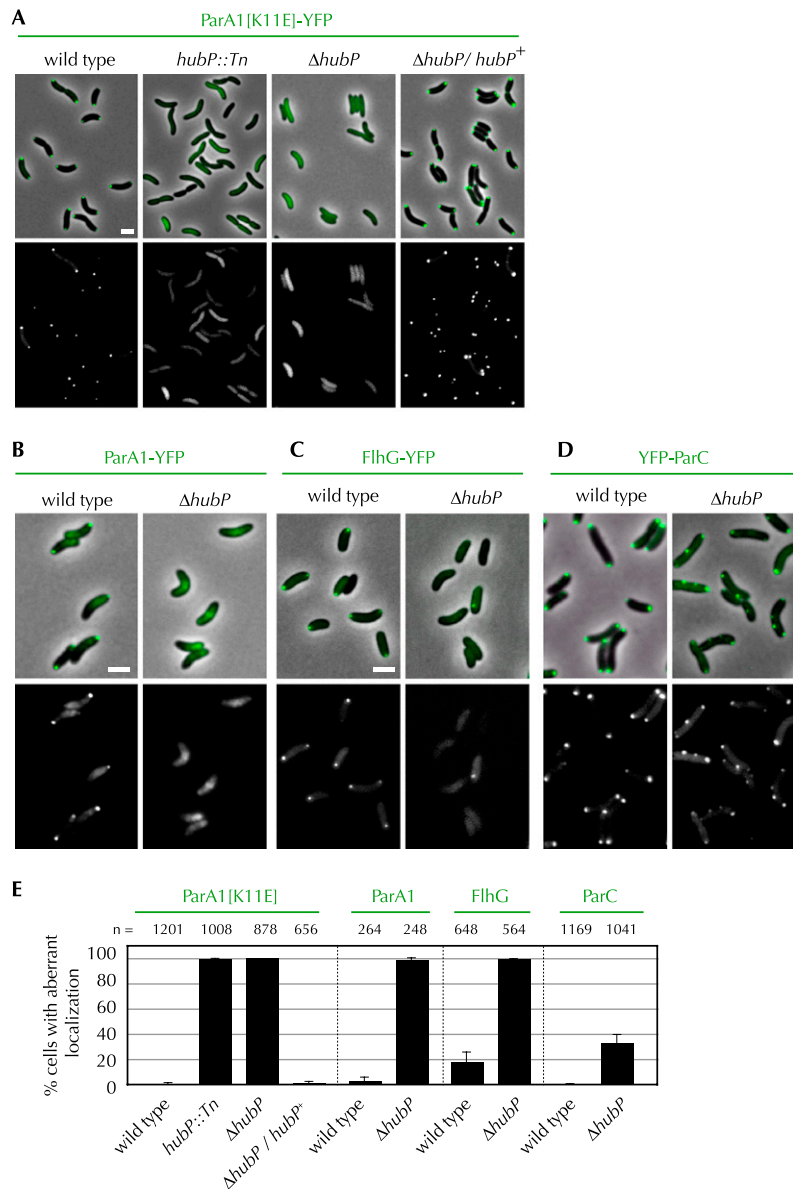 A
ParA1[K11E]-YFP
wild type hubP::Tn ΔhubP ΔhubP/ hubP+
B C D
ParA1-YFP FlhG-YFP YFP-ParC
wild type ΔhubP wild type ΔhubP wild type ΔhubP
E
ParA1[K11E] ParA1 FlhG ParC
n = 1201 1008 878 656 264 248 648 564 1169 1041
% cells with aberrant
localization
100
80
60
40
20
0
wild type hubP::Tn ΔhubP ΔhubP / hubP+ wild type ΔhubP wild type ΔhubP wild type ΔhubP